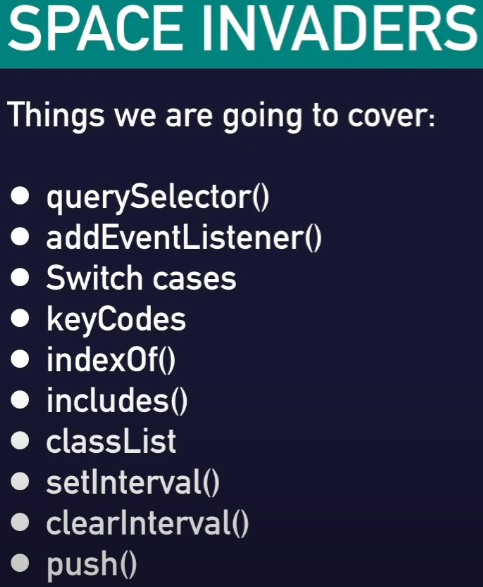 SPACE INVADERS
Things we are going to cover:
● querySelector()
● addEventListener()
● Switch cases
● keyCodes
● indexOf()
● includes()
● classList
● setInterval()
● clearInterval()
● push()